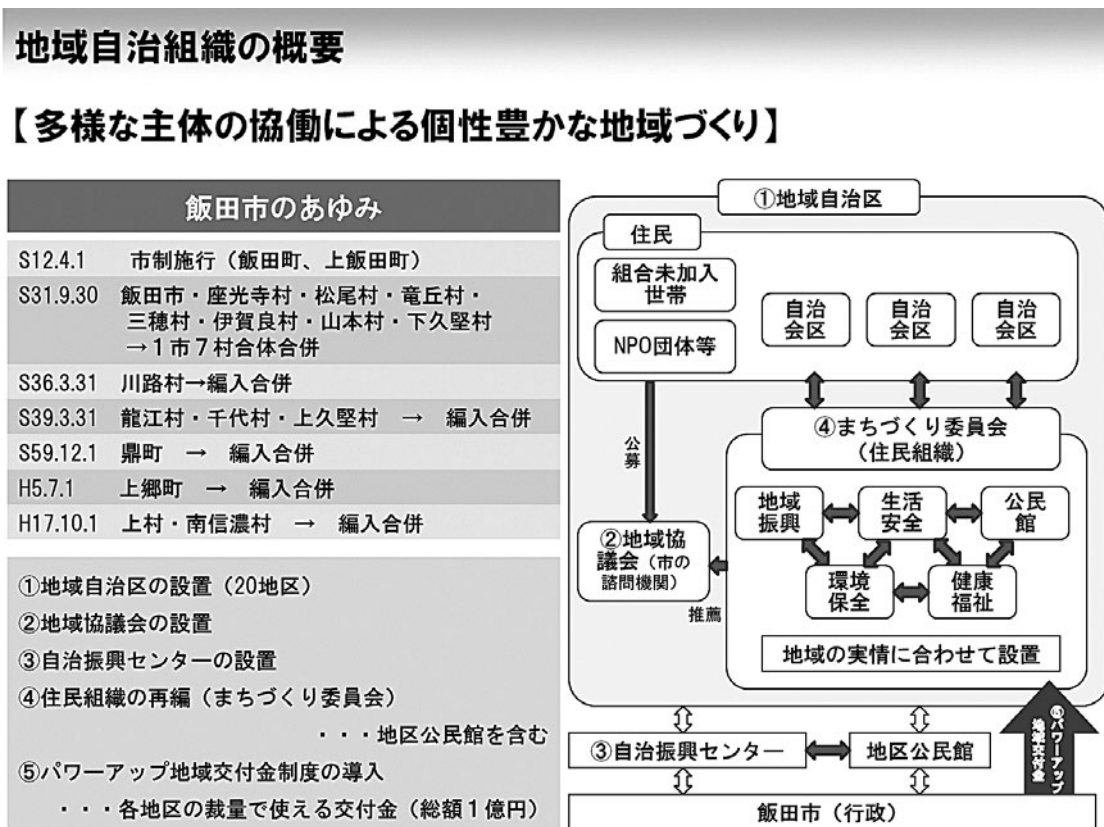 地域自治組織の概要
【多様な主体の協働による個性豊かな地域づくり】
飯田市のあゆみ
S12.4.1 市制施行（飯田町、上飯田町）
S31.9.30 飯田市・座光寺村・松尾村・竜丘村・
三穂村・伊賀良村・山本村・下久堅村
→１市７村合体合併
S36.3.31 川路村→編入合併
S39.3.31 龍江村・千代村・上久堅村 → 編入合併
S59.12.1 鼎町 → 編入合併
H5.7.1 上郷町 → 編入合併
H17.10.1 上村・南信濃村 → 編入合併
①地域自治区の設置（20地区）
②地域協議会の設置
③自治振興センターの設置
④住民組織の再編（まちづくり委員会）
・・・地区公民館を含む
⑤パワーアップ地域交付金制度の導入
・・・各地区の裁量で使える交付金（総額１億円）
①地域自治区
住民
組合未加入
世帯
NPO団体等
自治
会区
自治
会区
自治
会区
公募
④まちづくり委員会
（住民組織）
地域
振興
生活
安全
公民
館
環境
保全
健康
福祉
地域の実情に合わせて設置
②地域協
議会（市の
諮問機関）
推薦
③自治振興センター
地区公民館
⑤パワーアップ
地域交付金
飯田市（行政）